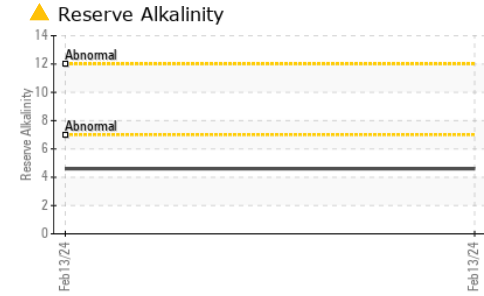 Reserve Alkalinity
14
Abnormal
12
10
8
Abnormal
6
4
2
0
Reserve Alkalinity
Feb13/24
Feb13/24